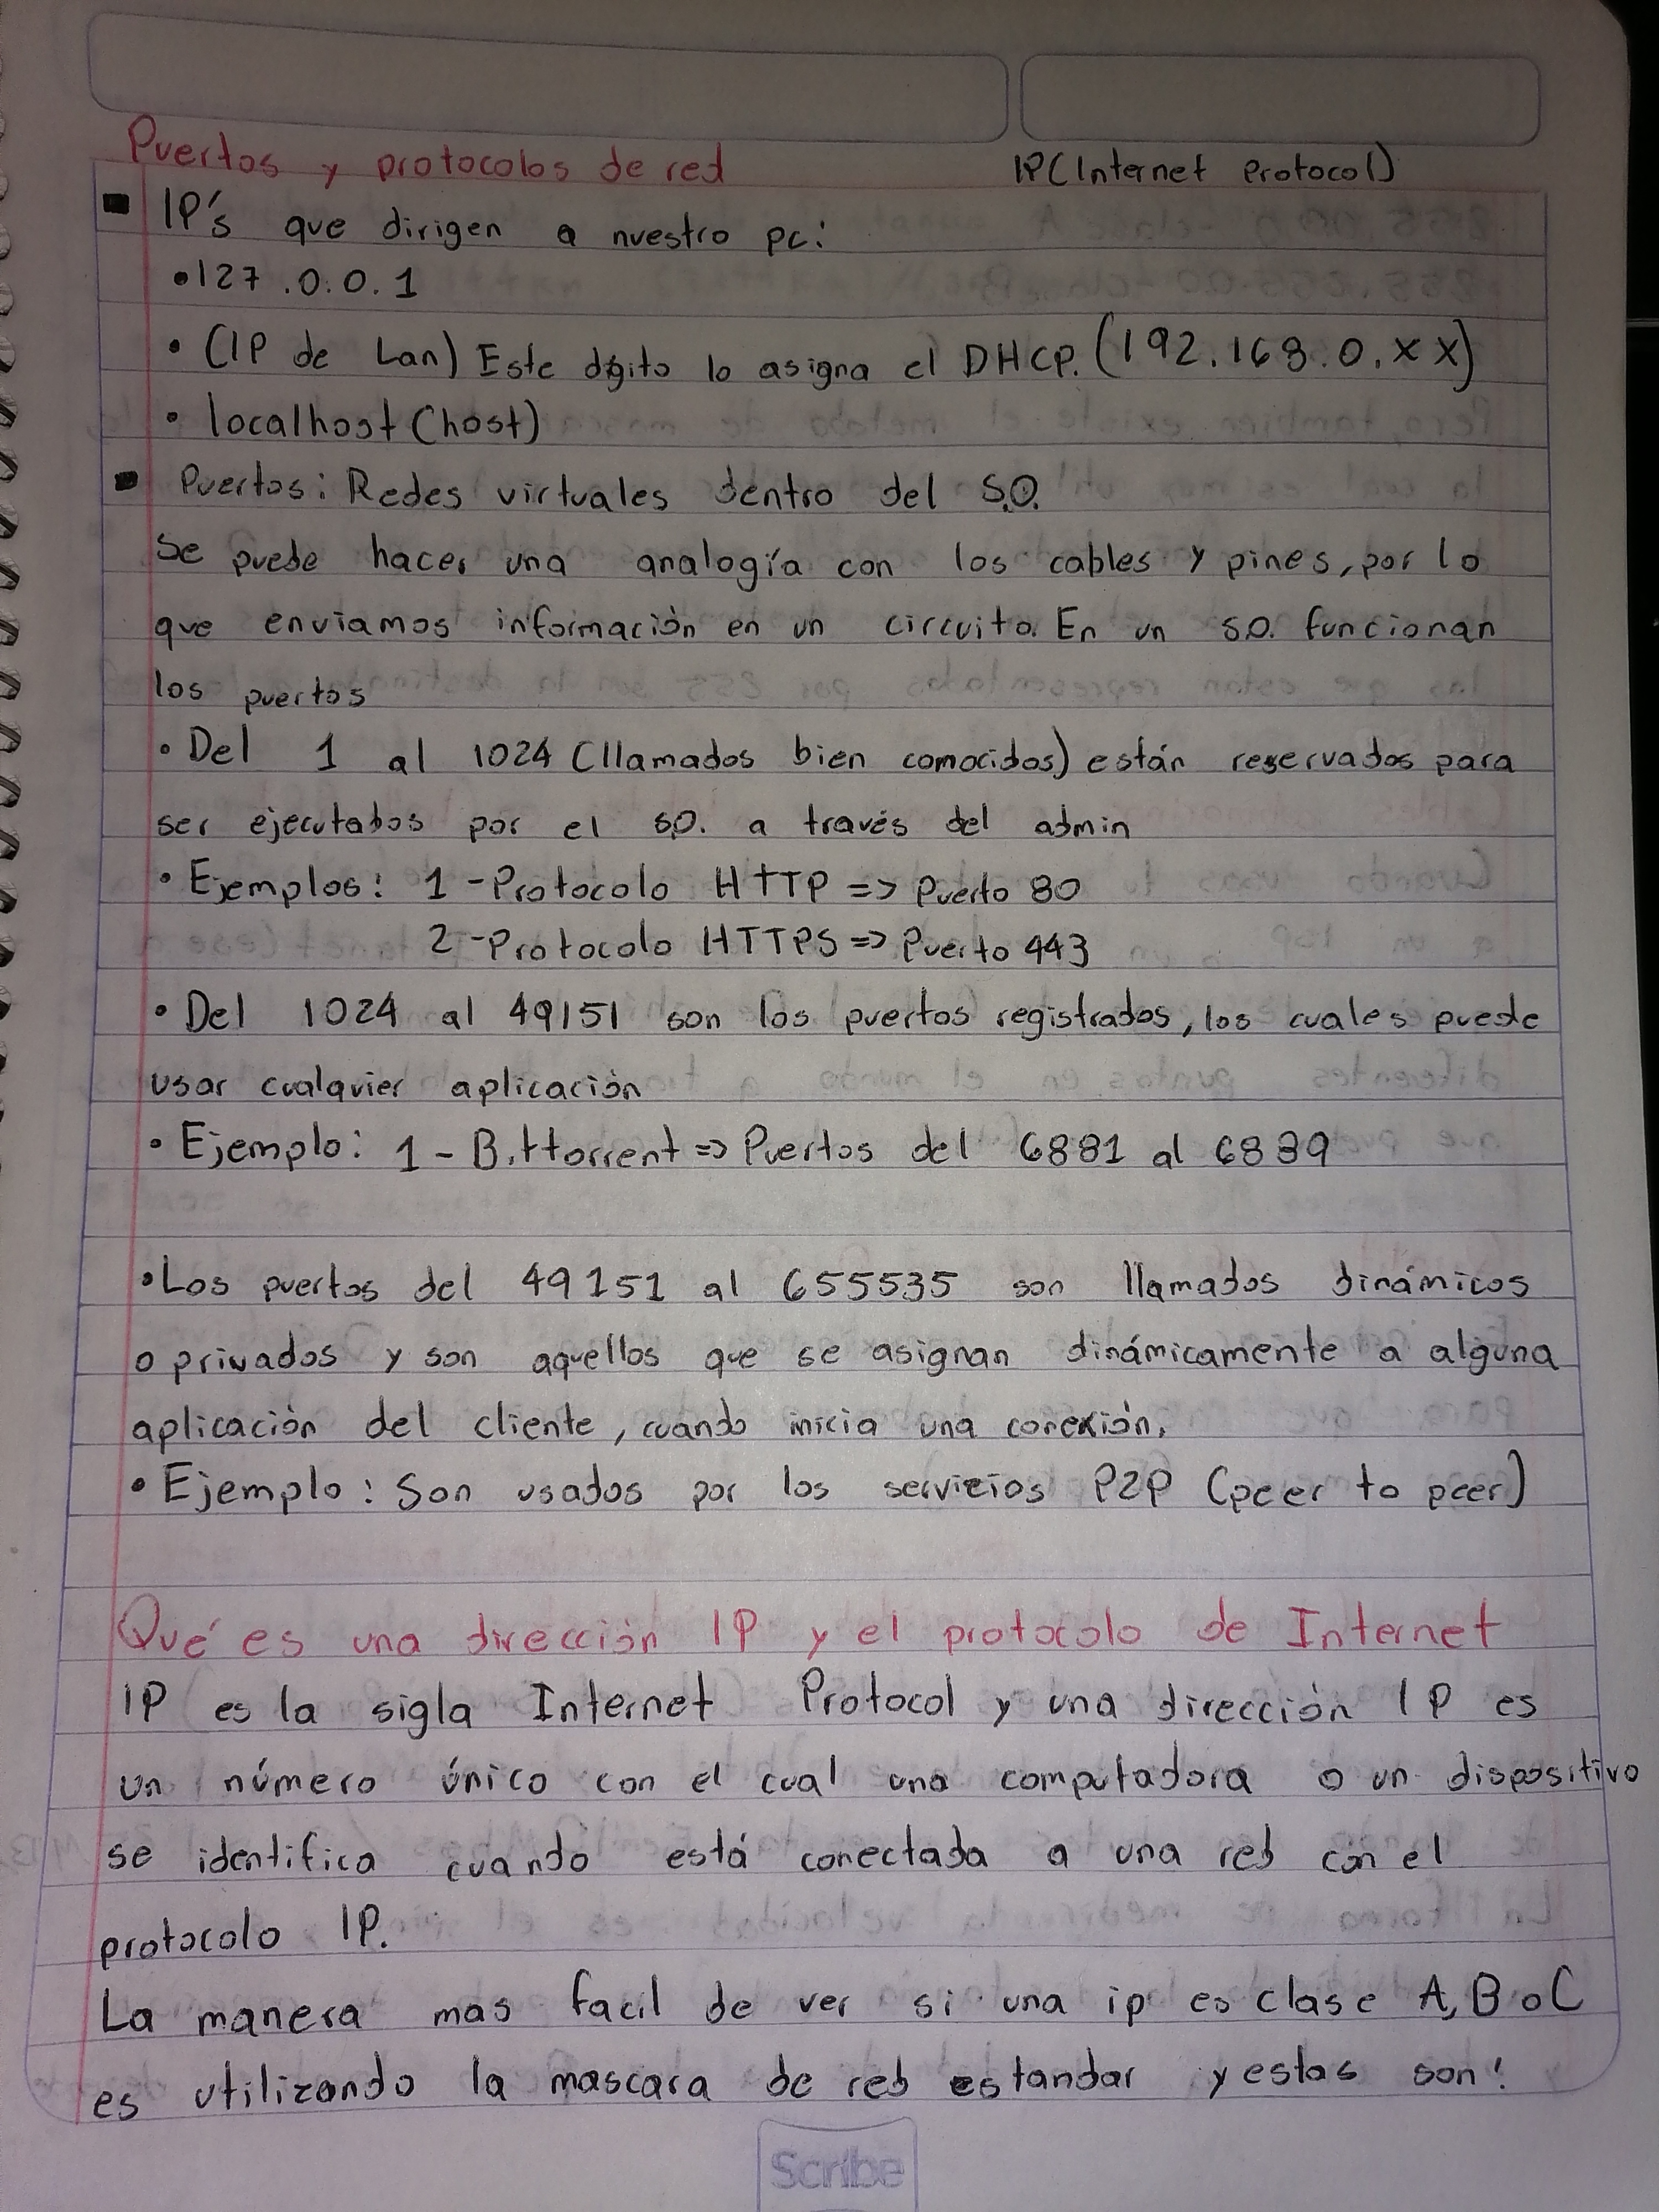 Puertos y protocolos de red IP(Internet Protocol)
IP's que dirigen a nuestro pc:
•127.0.0.1
• (IP de Lan) Este dígito lo asigna el DHCP. (192.168.0.XX)
• localhost (host)
Puertos: Redes virtuales dentro del S.O.
Se puede hacer una analogía con los cables y pines, por lo
que enviamos información en un circuito. En un S.O. funcionan
los puertos
• Del 1 al 1024 (llamados bien comocidos) están reservados para
ser ejecutados por el S.O. a través del admin
• Ejemplos: 1 -Protocolo HTTP => Puerto 80
2 -Protocolo HTTPS => Puerto 443
• Del 1024 al 49151 son los puertos registrados, los cuales puede
usar cualquier aplicación
• Ejemplo: 1 - Bittorrent => Puertos del 6881 al 6889
• Los puertos del 49151 al 655535 son llamados dinámicos
o privados y son aquellos que se asignan dinámicamente a alguna
aplicación del cliente, cuando inicia una conexión.
• Ejemplo: Son usados por los servicios P2P (peer to peer)
Qué es una dirección IP y el protocolo de Internet
IP es la sigla Internet Protocol y una dirección IP es
un número único con el cual una computadora o un dispositivo
se identifica cuando está conectada a una red con el
protocolo IP.
La manera mas facil de ver si una ip es clase A, B o C
es utilizando la mascara de red estandar y estas son:
Scribe